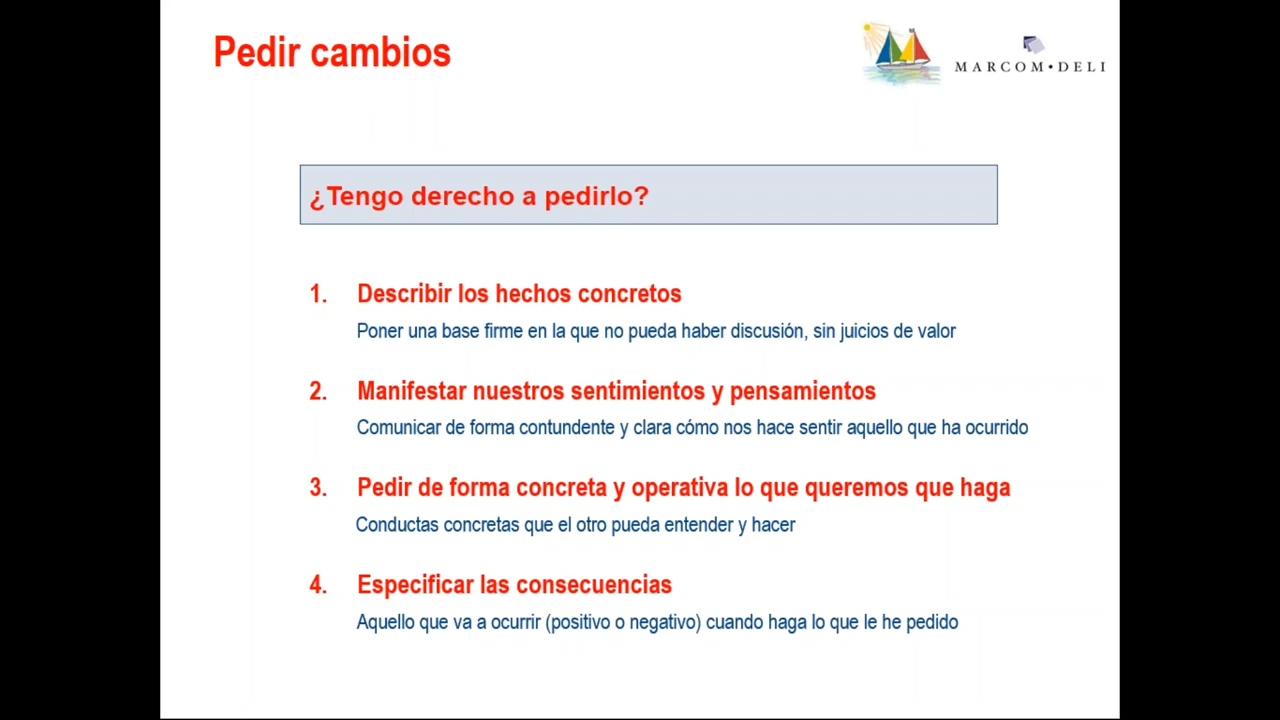 Pedir cambios
MARCOM•DELI
¿Tengo derecho a pedirlo?
1. Describir los hechos concretos
Poner una base firme en la que no pueda haber discusión, sin juicios de valor
2. Manifestar nuestros sentimientos y pensamientos
Comunicar de forma contundente y clara cómo nos hace sentir aquello que ha ocurrido
3. Pedir de forma concreta y operativa lo que queremos que haga
Conductas concretas que el otro pueda entender y hacer
4. Especificar las consecuencias
Aquello que va a ocurrir (positivo o negativo) cuando haga lo que le he pedido